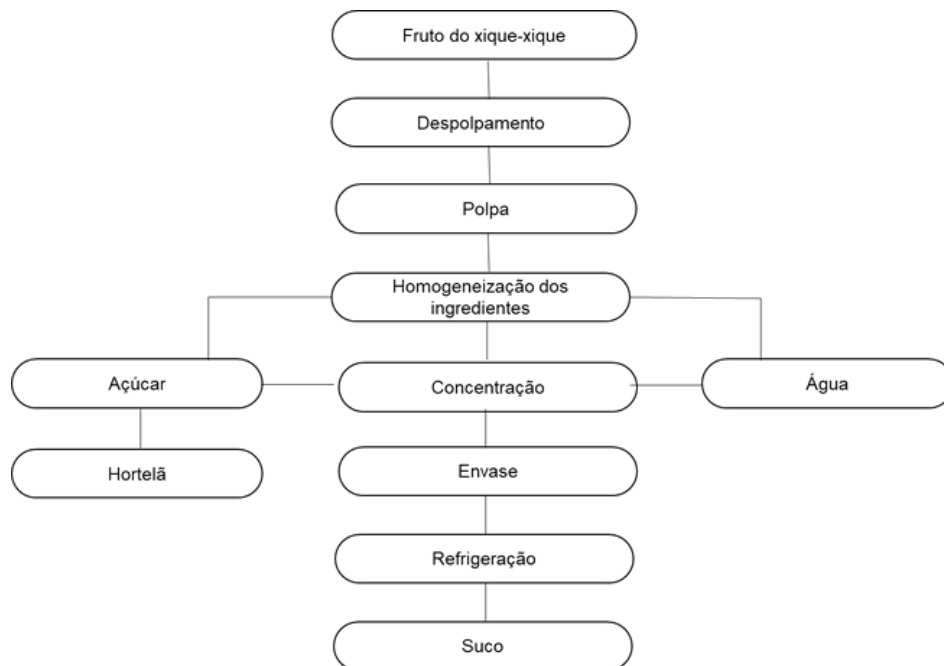 Fruto do xique-xique
Despolpamento
Polpa
Homogeneização dos
ingredientes
Açúcar
Concentração
Água
Hortelã
Envase
Refrigeração
Suco